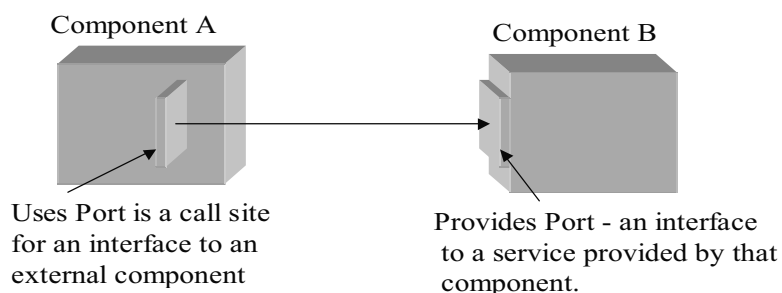 Component A
Component B
Uses Port is a call site
for an interface to an
external component
Provides Port - an interface
to a service provided by that
component.